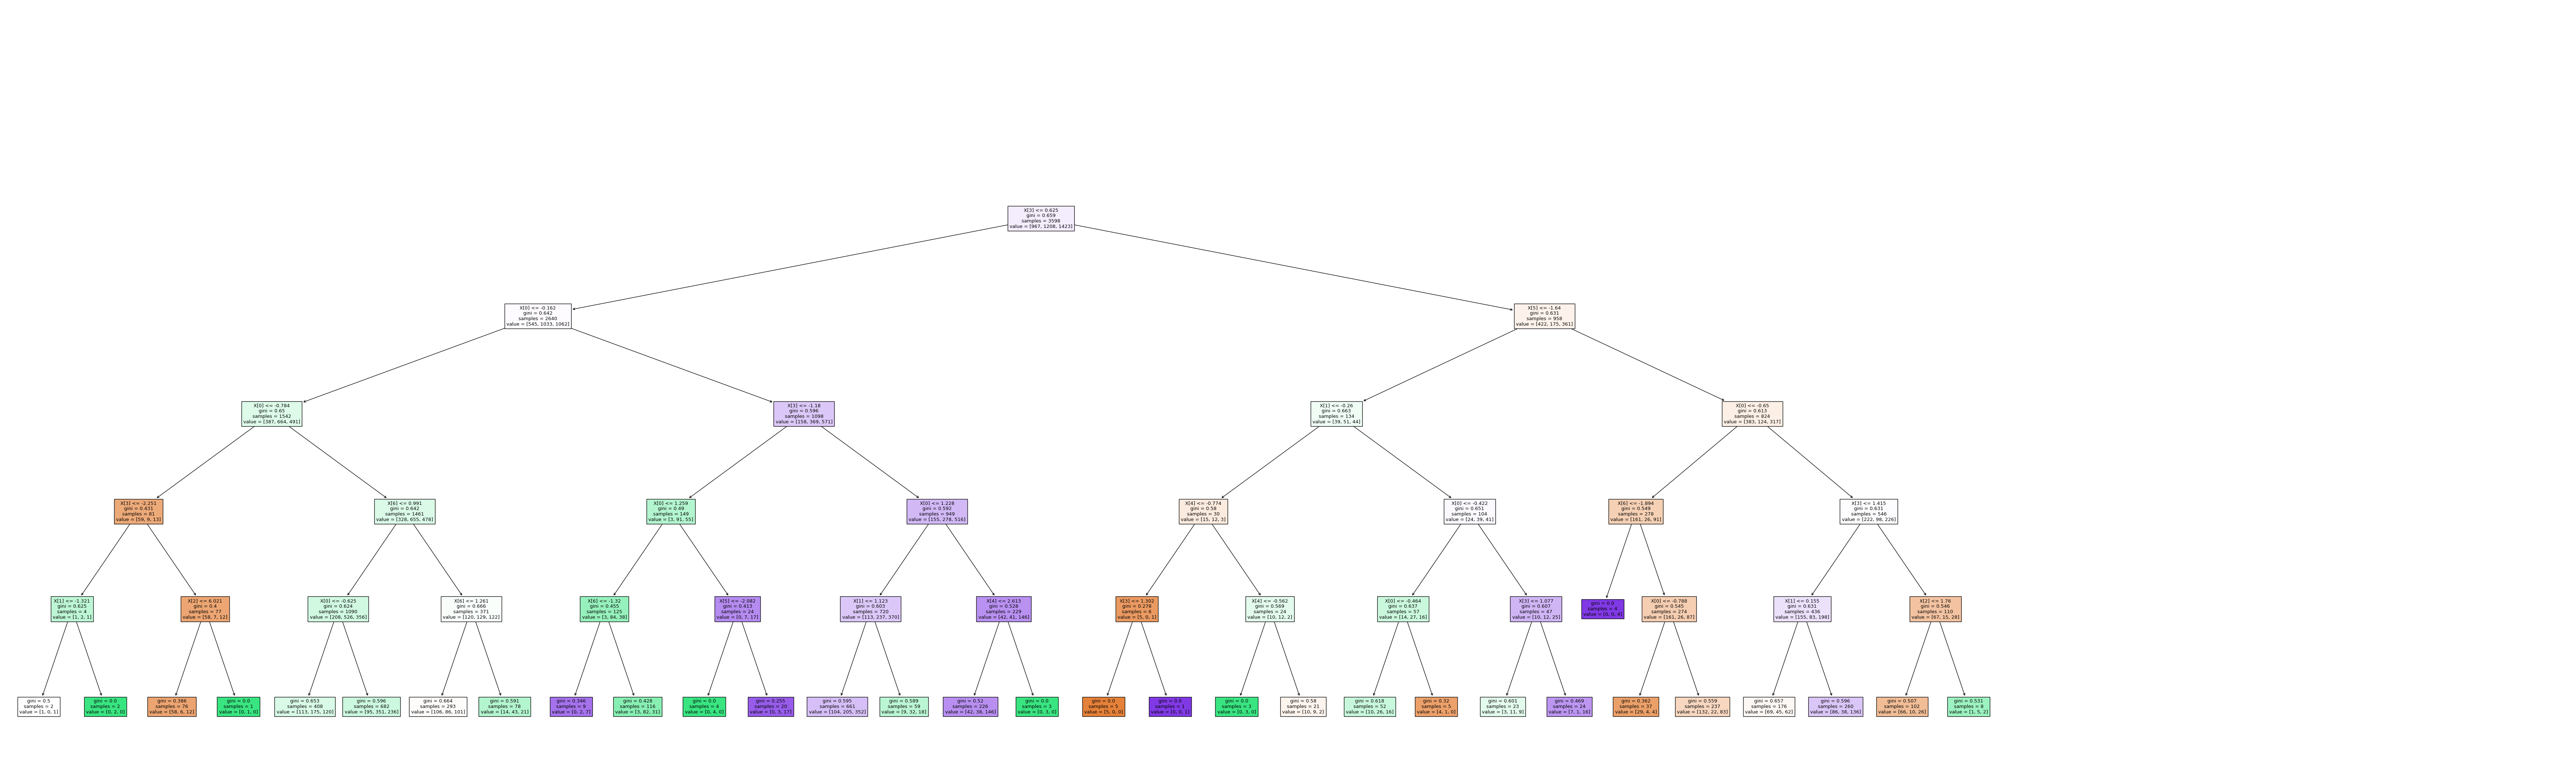 X[3] <= 0.625
gini = 0.659
samples = 3598
value = [967, 1208, 1423]
X[0] <= -0.162
gini = 0.642
samples = 2640
value = [545, 1033, 1062]
X[5] <= -1.64
gini = 0.631
samples = 958
value = [422, 175, 361]
X[0] <= -0.784
gini = 0.65
samples = 1542
value = [387, 664, 491]
X[3] <= -1.18
gini = 0.596
samples = 1098
value = [158, 369, 571]
X[1] <= -0.26
gini = 0.663
samples = 134
value = [39, 51, 44]
X[0] <= -0.65
gini = 0.613
samples = 824
value = [383, 124, 317]
X[3] <= -2.251
gini = 0.431
samples = 81
value = [59, 9, 13]
X[6] <= 0.991
gini = 0.642
samples = 1461
value = [328, 655, 478]
X[0] <= 1.259
gini = 0.49
samples = 149
value = [3, 91, 55]
X[0] <= 1.228
gini = 0.592
samples = 949
value = [155, 278, 516]
X[4] <= -0.774
gini = 0.58
samples = 30
value = [15, 12, 3]
X[0] <= -0.422
gini = 0.651
samples = 104
value = [24, 39, 41]
X[6] <= -1.894
gini = 0.549
samples = 278
value = [161, 26, 91]
X[3] <= 1.415
gini = 0.631
samples = 546
value = [222, 98, 226]
X[1] <= -1.321
gini = 0.625
samples = 4
value = [1, 2, 1]
X[2] <= 6.021
gini = 0.4
samples = 77
value = [58, 7, 12]
X[0] <= -0.625
gini = 0.624
samples = 1090
value = [208, 526, 356]
X[6] <= 1.261
gini = 0.666
samples = 371
value = [120, 129, 122]
X[6] <= -1.32
gini = 0.455
samples = 125
value = [3, 84, 38]
X[5] <= -2.082
gini = 0.413
samples = 24
value = [0, 7, 17]
X[1] <= 1.123
gini = 0.603
samples = 720
value = [113, 237, 370]
X[4] <= 2.613
gini = 0.528
samples = 229
value = [42, 41, 146]
X[3] <= 1.302
gini = 0.278
samples = 6
value = [5, 0, 1]
X[4] <= -0.562
gini = 0.569
samples = 24
value = [10, 12, 2]
X[0] <= -0.464
gini = 0.637
samples = 57
value = [14, 27, 16]
X[3] <= 1.077
gini = 0.607
samples = 47
value = [10, 12, 25]
gini = 0.0
samples = 4
value = [0, 0, 4]
X[0] <= -0.788
gini = 0.545
samples = 274
value = [161, 26, 87]
X[1] <= 0.155
gini = 0.631
samples = 436
value = [155, 83, 198]
X[2] <= 1.76
gini = 0.546
samples = 110
value = [67, 15, 28]
gini = 0.5
samples = 2
value = [1, 0, 1]
gini = 0.0
samples = 2
value = [0, 2, 0]
gini = 0.386
samples = 76
value = [58, 6, 12]
gini = 0.0
samples = 1
value = [0, 1, 0]
gini = 0.653
samples = 408
value = [113, 175, 120]
gini = 0.596
samples = 682
value = [95, 351, 236]
gini = 0.664
samples = 293
value = [106, 86, 101]
gini = 0.591
samples = 78
value = [14, 43, 21]
gini = 0.346
samples = 9
value = [0, 2, 7]
gini = 0.428
samples = 116
value = [3, 82, 31]
gini = 0.0
samples = 4
value = [0, 4, 0]
gini = 0.255
samples = 20
value = [0, 3, 17]
gini = 0.595
samples = 661
value = [104, 205, 352]
gini = 0.589
samples = 59
value = [9, 32, 18]
gini = 0.52
samples = 226
value = [42, 38, 146]
gini = 0.0
samples = 3
value = [0, 3, 0]
gini = 0.0
samples = 5
value = [5, 0, 0]
gini = 0.0
samples = 1
value = [0, 0, 1]
gini = 0.0
samples = 3
value = [0, 3, 0]
gini = 0.58
samples = 21
value = [10, 9, 2]
gini = 0.618
samples = 52
value = [10, 26, 16]
gini = 0.32
samples = 5
value = [4, 1, 0]
gini = 0.601
samples = 23
value = [3, 11, 9]
gini = 0.469
samples = 24
value = [7, 1, 16]
gini = 0.362
samples = 37
value = [29, 4, 4]
gini = 0.559
samples = 237
value = [132, 22, 83]
gini = 0.657
samples = 176
value = [69, 45, 62]
gini = 0.596
samples = 260
value = [86, 38, 136]
gini = 0.507
samples = 102
value = [66, 10, 26]
gini = 0.531
samples = 8
value = [1, 5, 2]